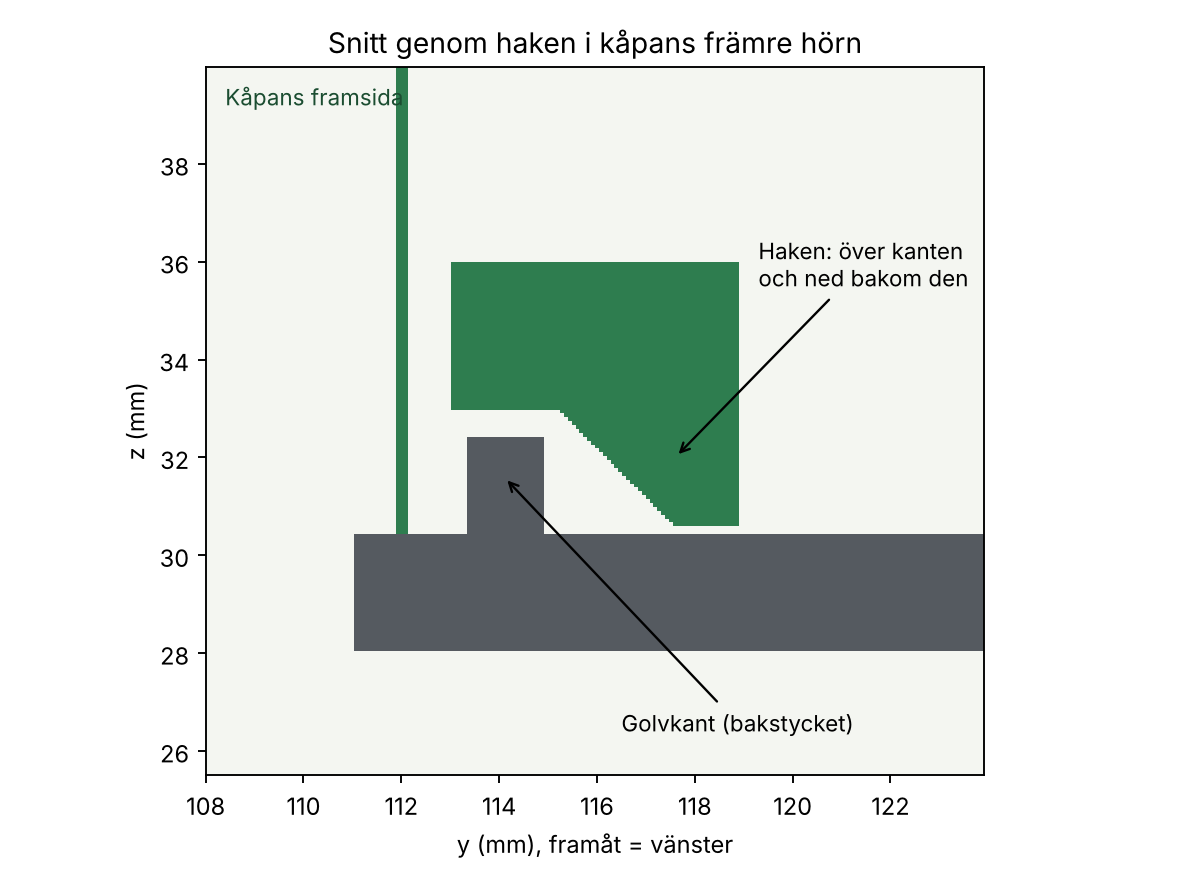 Snitt genom haken i kåpans främre hörn
Kåpans framsida
38
36
34
32
30
28
26
z (mm)
Haken: över kanten
och ned bakom den
Golvkant (bakstycket)
108 110 112 114 116 118 120 122
y (mm), framåt = vänster